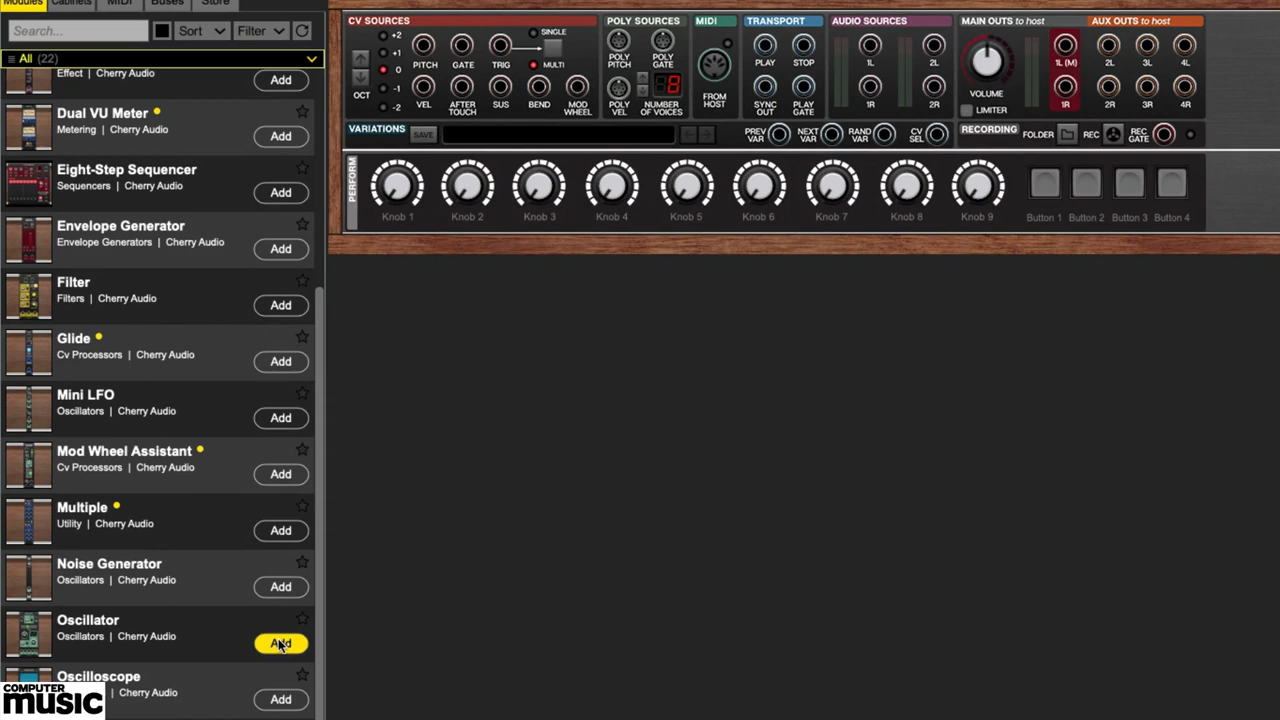 Modules Cabinets MIDI Buses Store
Search... Sort Filter
All (22)
Effect | Cherry Audio Add
Dual VU Meter
Metering | Cherry Audio Add
Eight-Step Sequencer
Sequencers | Cherry Audio Add
Envelope Generator
Envelope Generators | Cherry Audio Add
Filter
Filters | Cherry Audio Add
Glide
Cv Processors | Cherry Audio Add
Mini LFO
Oscillators | Cherry Audio Add
Mod Wheel Assistant
Cv Processors | Cherry Audio Add
Multiple
Utility | Cherry Audio Add
Noise Generator
Oscillators | Cherry Audio Add
Oscillator
Oscillators | Cherry Audio Add
Oscilloscope
| Cherry Audio Add
COMPUTER
music
CV SOURCES POLY SOURCES MIDI TRANSPORT AUDIO SOURCES MAIN OUTS to host AUX OUTS to host
+2 SINGLE
+1
0
-1 MULTI
-2
OCT
PITCH GATE TRIG
VEL AFTER TOUCH SUS BEND MOD WHEEL
POLY PITCH POLY GATE
POLY VEL 8 NUMBER OF VOICES
FROM HOST
PLAY STOP
SYNC OUT PLAY GATE
1L 2L
1R 2R
VOLUME
LIMITER
1L (M) 2L 3L 4L
1R 2R 3R 4R
VARIATIONS SAVE PREV VAR NEXT VAR RAND VAR CV SEL
RECORDING FOLDER REC REC GATE
PERFORM
Knob 1 Knob 2 Knob 3 Knob 4 Knob 5 Knob 6 Knob 7 Knob 8 Knob 9 Button 1 Button 2 Button 3 Button 4